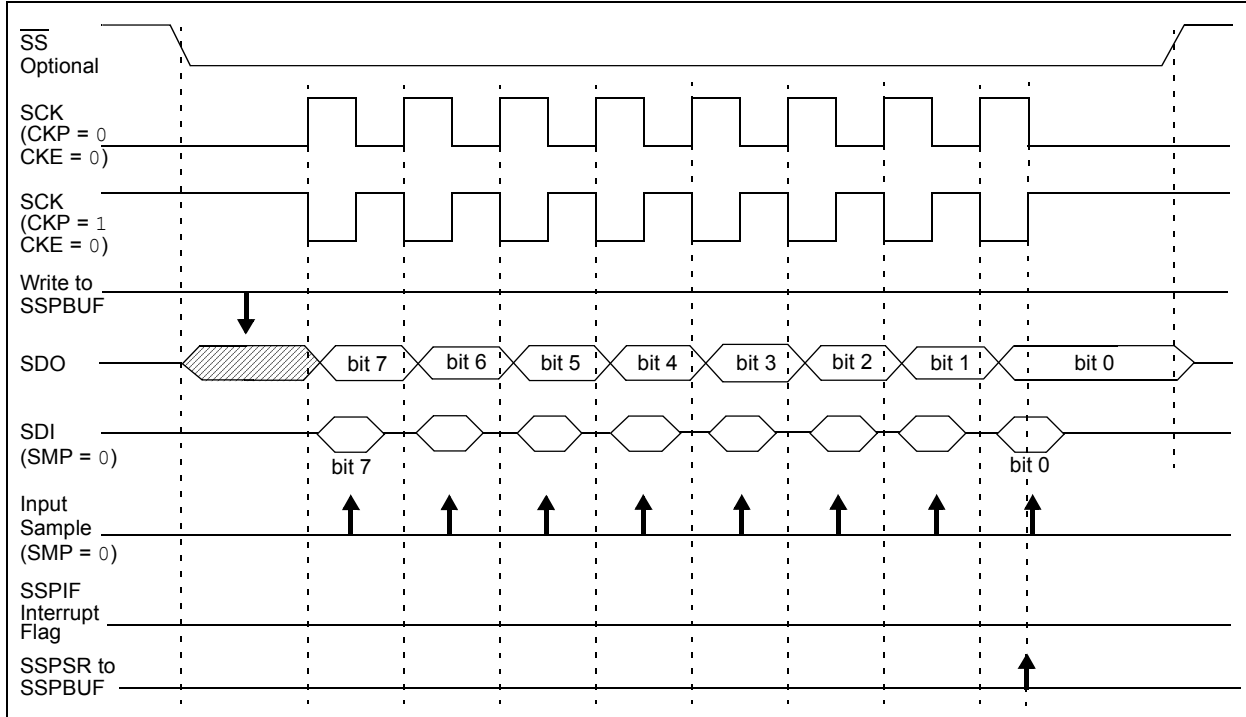 SS
Optional
SCK
(CKP = 0
CKE = 0)
SCK
(CKP = 1
CKE = 0)
Write to
SSPBUF
SDO
bit 7
bit 6
bit 5
bit 4
bit 3
bit 2
bit 1
bit 0
SDI
(SMP = 0)
bit 7
bit 0
Input
Sample
(SMP = 0)
SSPIF
Interrupt
Flag
SSPSR to
SSPBUF